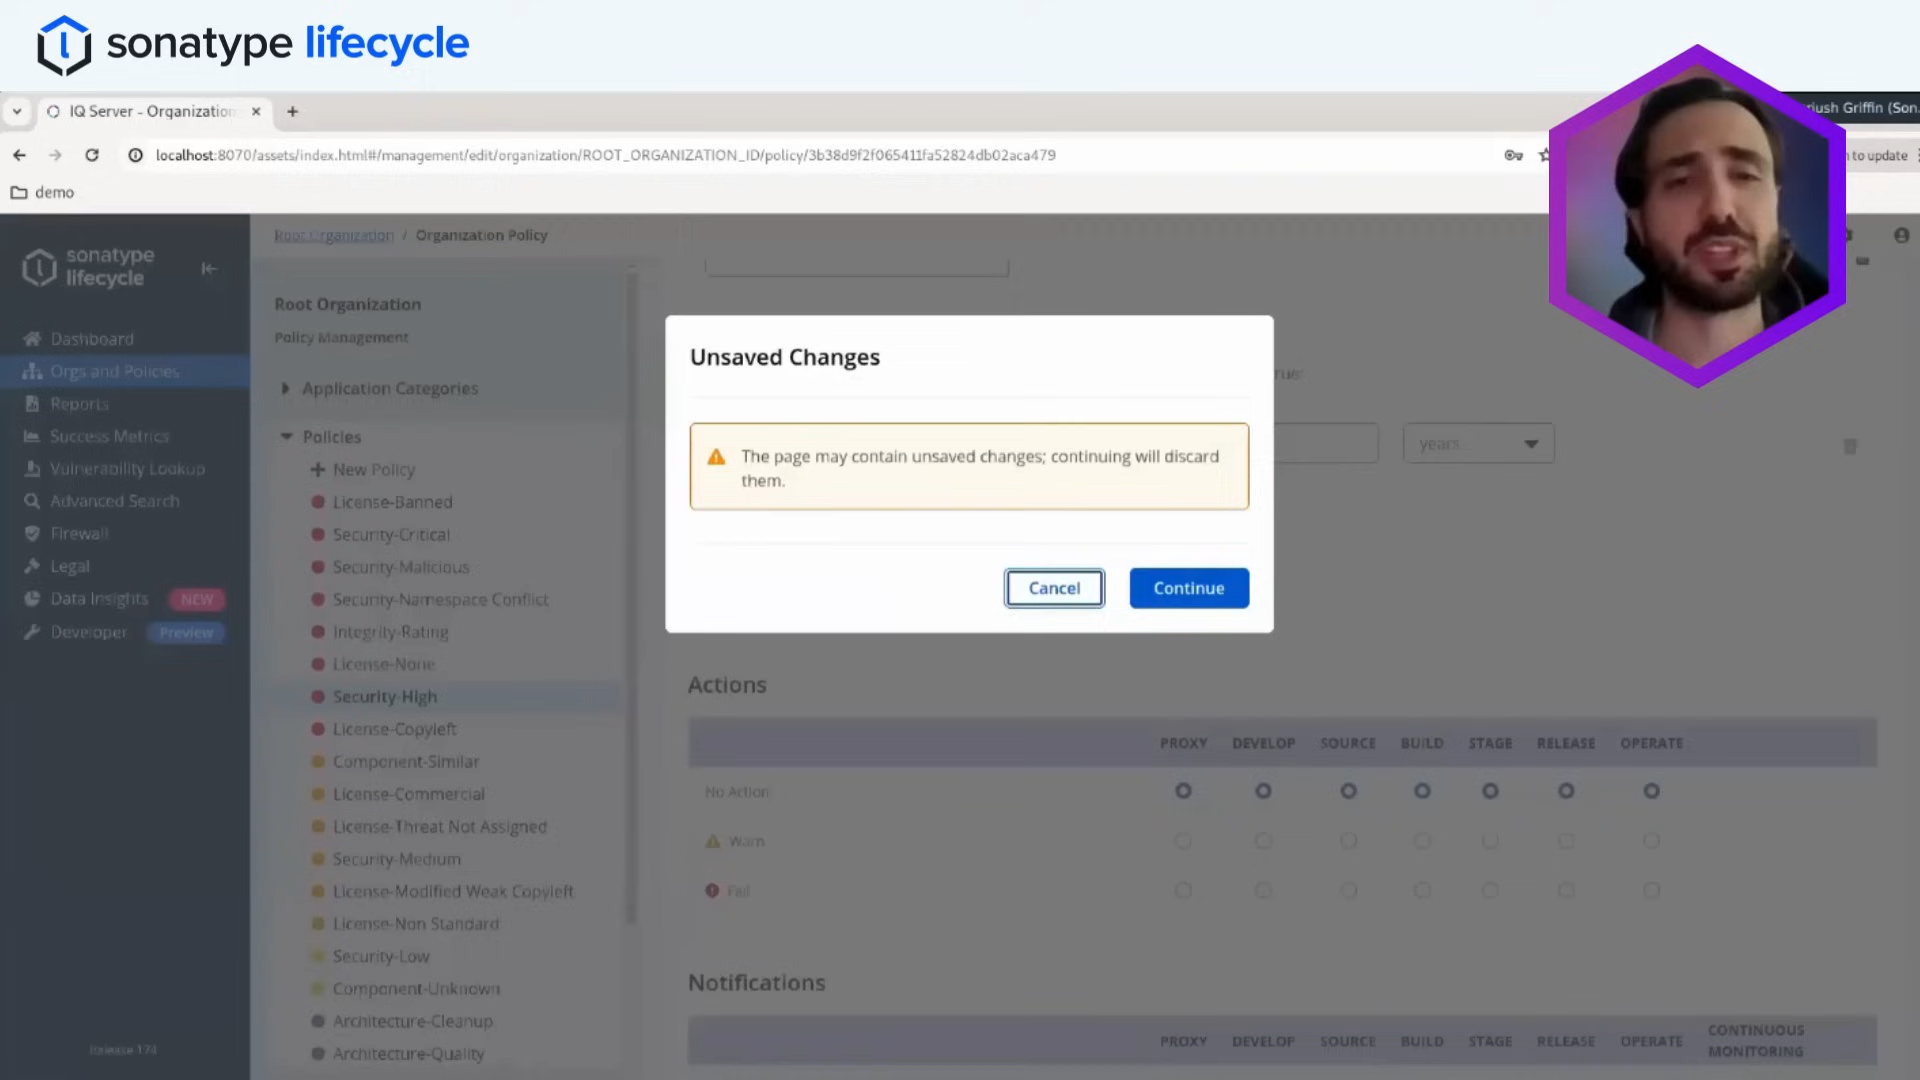 sonatype lifecycle
IQ Server - Organization
riush Griffin (Son
localhost:8070/assets/index.html#/management/edit/organization/ROOT_ORGANIZATION_ID/policy/3b38d9f2f065411fa52824db02aca479
to update
demo
sonatype
lifecycle
Dashboard
Orgs and Policies
Reports
Success Metrics
Vulnerability Lookup
Advanced Search
Firewall
Legal
Data Insights NEW
Developer Preview
Release 174
Root Organization / Organization Policy
Root Organization
Policy Management
Application Categories
Policies
New Policy
License-Banned
Security-Critical
Security-Malicious
Security-Namespace Conflict
Integrity-Rating
License-None
Security-High
License-Copyleft
Component-Similar
License-Commercial
License-Threat Not Assigned
Security-Medium
License-Modified Weak Copyleft
License-Non Standard
Security-Low
Component-Unknown
Architecture-Cleanup
Architecture-Quality
years
Unsaved Changes
The page may contain unsaved changes; continuing will discard
them.
Cancel Continue
Actions
PROXY DEVELOP SOURCE BUILD STAGE RELEASE OPERATE
No Action
Warn
Fail
Notifications
PROXY DEVELOP SOURCE BUILD STAGE RELEASE OPERATE CONTINUOUS
MONITORING